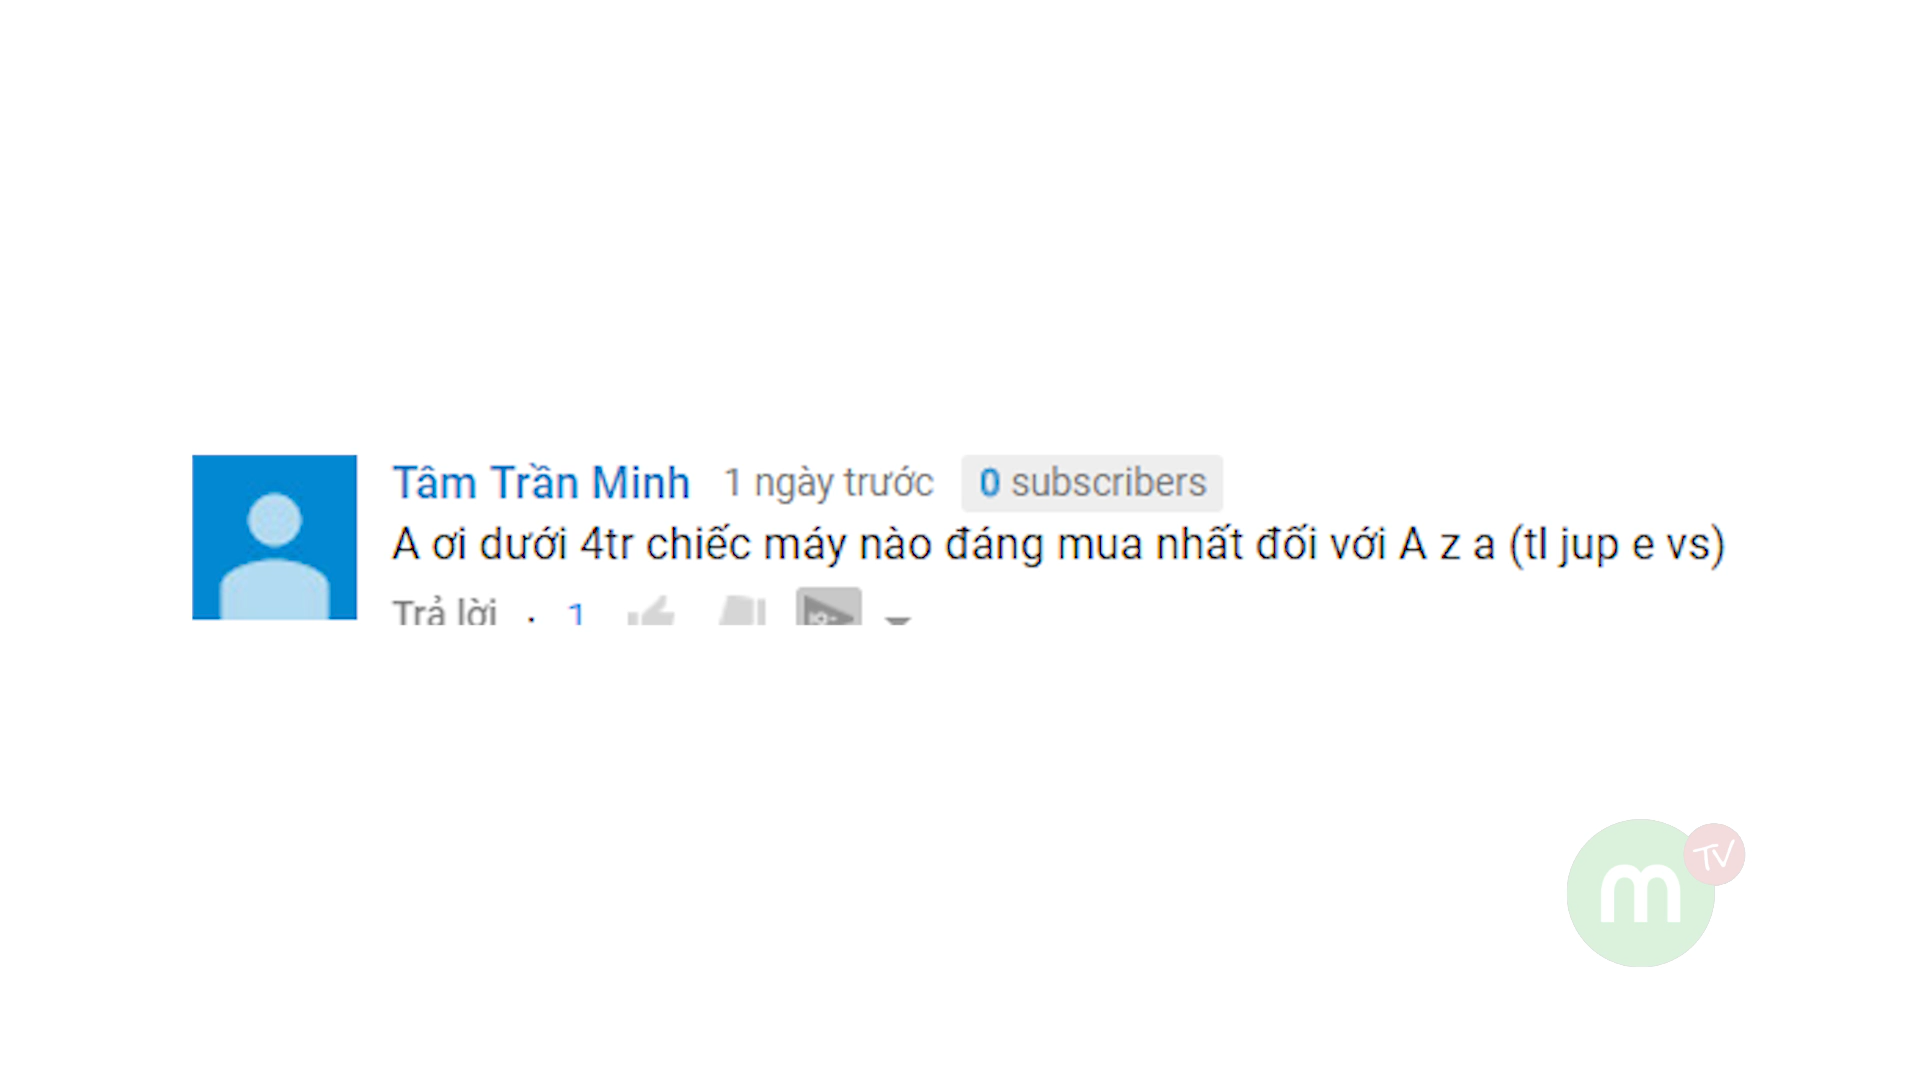 Tâm Trần Minh 1 ngày trước 0 subscribers
A ơi dưới 4tr chiếc máy nào đáng mua nhất đối với A z a (tl jup e vs)
Trả lời · 1
m TV